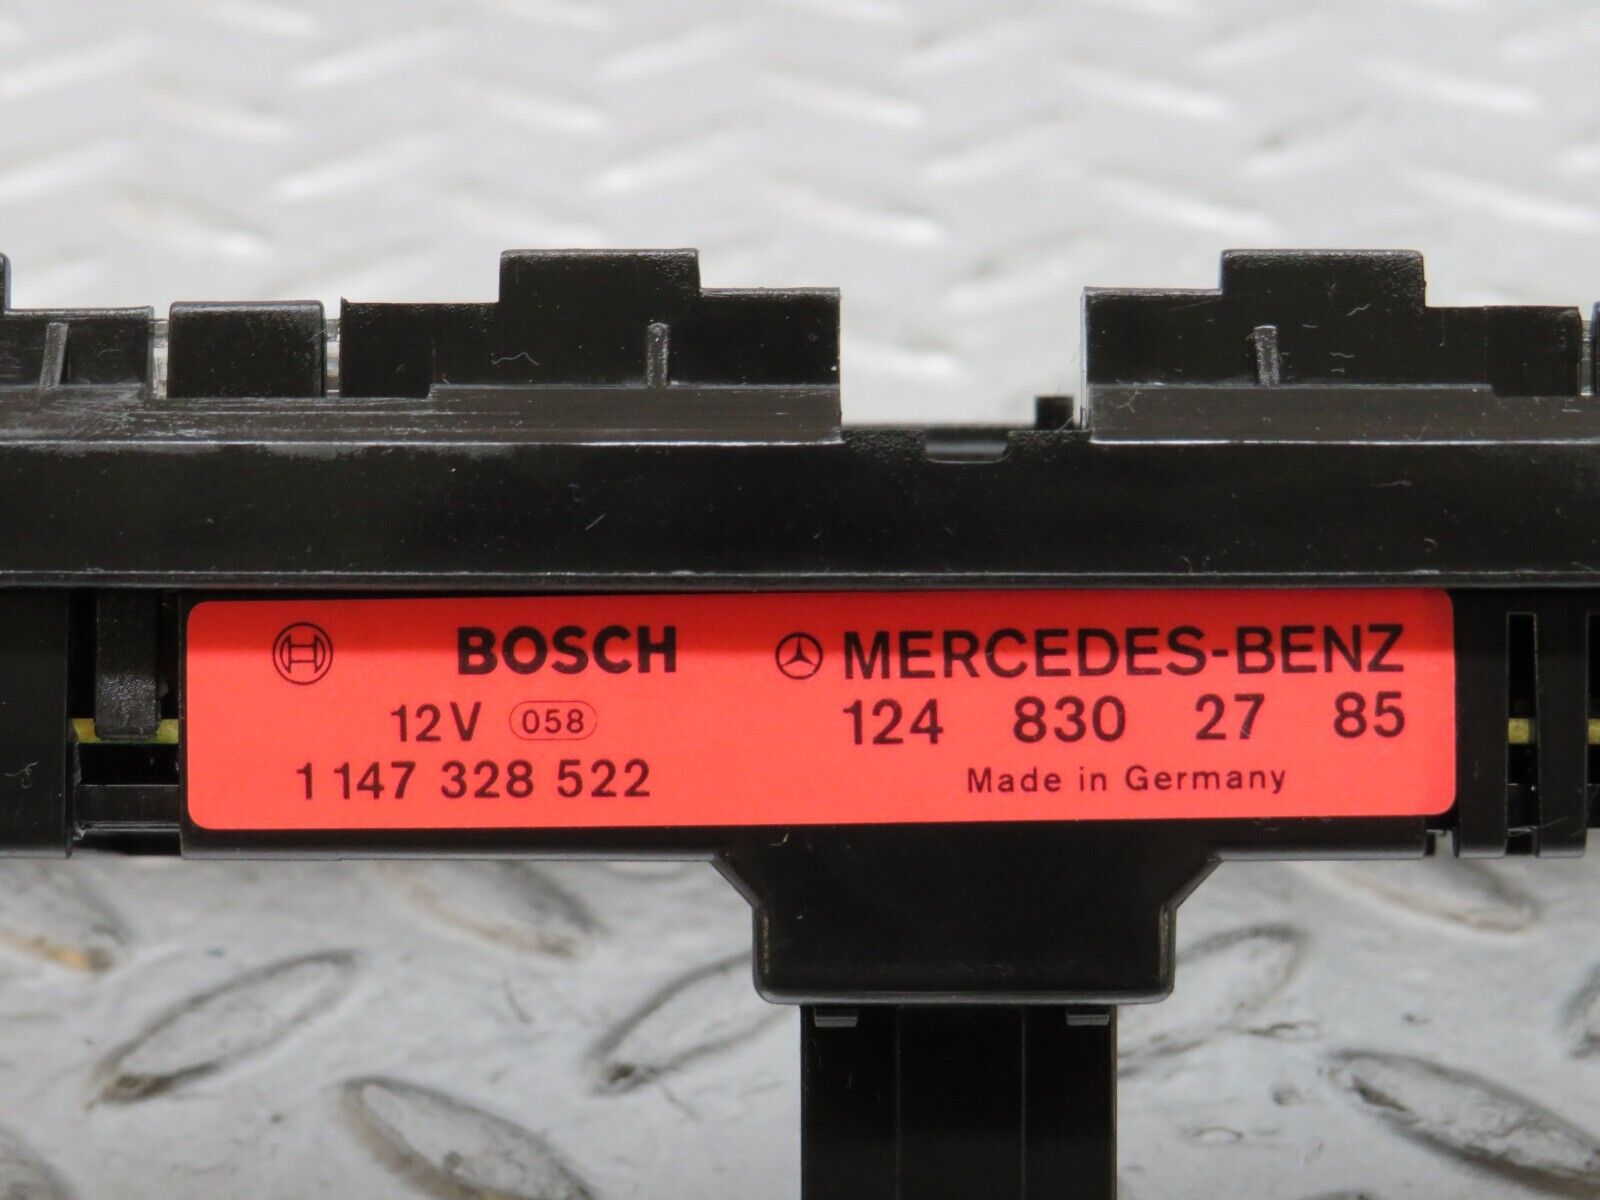 BOSCH MERCEDES-BENZ
12V 058 124 830 27 85
1 147 328 522 Made in Germany